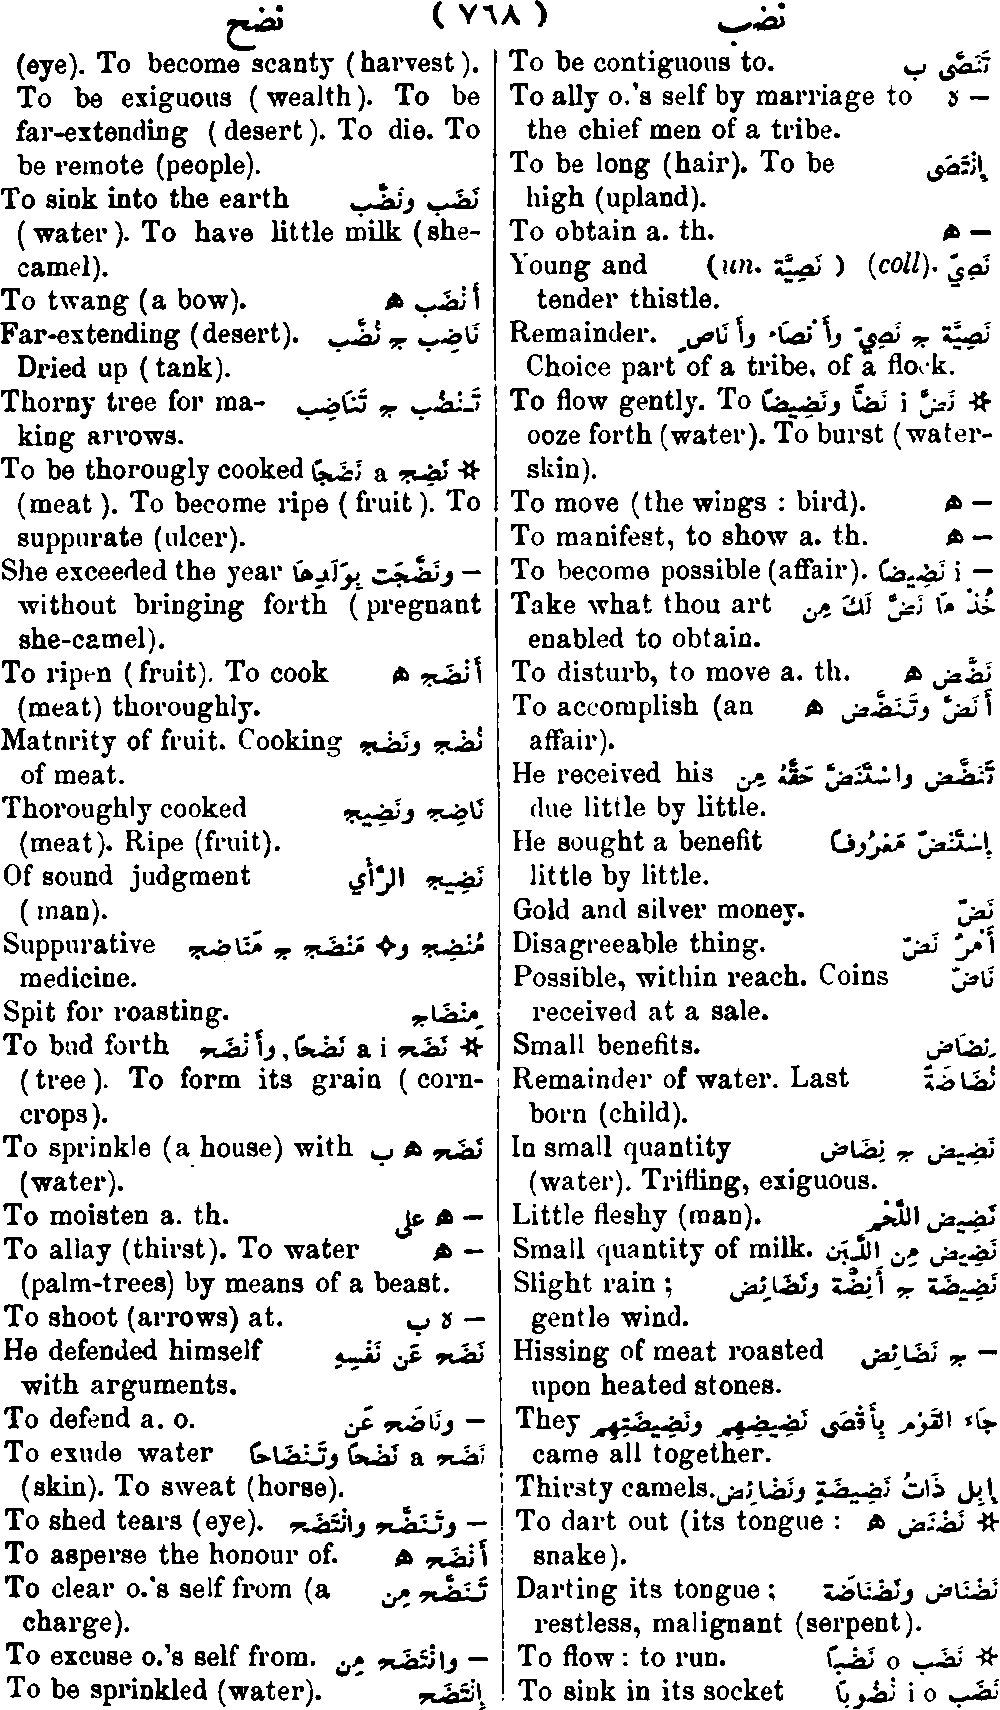 نضح ( ٧٦٨ ) نضب
To be contiguous to. تَنَصَّى ب
To ally o.'s self by marriage to ه —
the chief men of a tribe.
To be long (hair). To be إِنْتَصَى
high (upland).
To obtain a. th. ه —
Young and (un. نَصِيَّة ) (coll). نَصِيّ
tender thistle.
Remainder. نَصِيَّة ج نَصِيّ وأَنْصَاء وأَنَاصٍ
Choice part of a tribe, of a flock.
To flow gently. To ✲ نَضَّ i نَضًّا ونَضِيضًا
ooze forth (water). To burst (water-
skin).
To move (the wings : bird). ه —
To manifest, to show a. th. ه —
To become possible (affair). — i نَضِيضًا
Take what thou art خُذْ مَا نَضَّ لَكَ مِن
enabled to obtain.
To disturb, to move a. th. نَضَّض ه
To accomplish (an أَنَضَّ وتَنَضَّض ه
affair).
He received his تَنَضَّض واسْتَنَضَّ حَقَّهُ مِن
due little by little.
He sought a benefit إِسْتَنَضَّ مَعْرُوفًا
little by little.
Gold and silver money. نَضّ
Disagreeable thing. أَمْرٌ نَضّ
Possible, within reach. Coins نَاضّ
received at a sale.
Small benefits. نِضَاض
Remainder of water. Last نُضَاضَةٌ
born (child).
In small quantity نَضِيض ج نِضَاض
(water). Trifling, exiguous.
Little fleshy (man). نَضِيض اللَّحْمِ
Small quantity of milk. نَضِيض مِن اللَّبَن
Slight rain ; نَضِيضَة ج أَنِضَّة ونَضَائِض
gentle wind.
Hissing of meat roasted — ج نَضَائِض
upon heated stones.
They جَاء القَوْم بِأَقْصَى نَضِيضِهِم ونَضِيضَتِهِم
came all together.
Thirsty camels. إِبِل ذَاتُ نَضِيضَةٍ ونَضَائِض
To dart out (its tongue : ✲ نَضْنَض ه
snake).
Darting its tongue ; نَضْنَاض ونَضْنَاضَة
restless, malignant (serpent).
To flow : to run. ✲ نَضَب o نَضْبًا
To sink in its socket نَضَب i o نُضُوبًا
(eye). To become scanty (harvest).
To be exiguous (wealth). To be
far-extending (desert). To die. To
be remote (people).
To sink into the earth نَضَب ونَضَّب
(water). To have little milk (she-
camel).
To twang (a bow). أَنْضَب ه
Far-extending (desert). نَاضِب ج نُضَّب
Dried up (tank).
Thorny tree for ma- تَنْضُب ج تَنَاضِب
king arrows.
To be thorougly cooked ✲ نَضِج a نَضَجًا
(meat). To become ripe (fruit). To
suppurate (ulcer).
She exceeded the year — ونَضَّجَت بِوَلَدِهَا
without bringing forth (pregnant
she-camel).
To ripen (fruit). To cook أَنْضَج ه
(meat) thoroughly.
Maturity of fruit. Cooking نُضْج ونَضْج
of meat.
Thoroughly cooked نَاضِج ونَضِيج
(meat). Ripe (fruit).
Of sound judgment نَضِيج الرَّأْي
(man).
Suppurative مُنْضِج و✧ مَنْضَج ج مَنَاضِج
medicine.
Spit for roasting. مِنْضَاج
To bud forth ✲ نَضَح a i نَضْحًا, وأَنْضَح
(tree). To form its grain (corn-
crops).
To sprinkle (a house) with نَضَح ه ب
(water).
To moisten a. th. — ه على
To allay (thirst). To water ه —
(palm-trees) by means of a beast.
To shoot (arrows) at. — ه ب
He defended himself نَضَح عَن نَفْسِهِ
with arguments.
To defend a. o. — ونَاضَح عَن
To exude water نَضَح a نَضْحًا وتَنْضَاحًا
(skin). To sweat (horse).
To shed tears (eye). — وتَنَضَّح وانْتَضَح
To asperse the honour of. أَنْضَح ه
To clear o.'s self from (a تَنَضَّح مِن
charge).
To excuse o.'s self from. — وانْتَضَح مِن
To be sprinkled (water). إِنْتَضَح